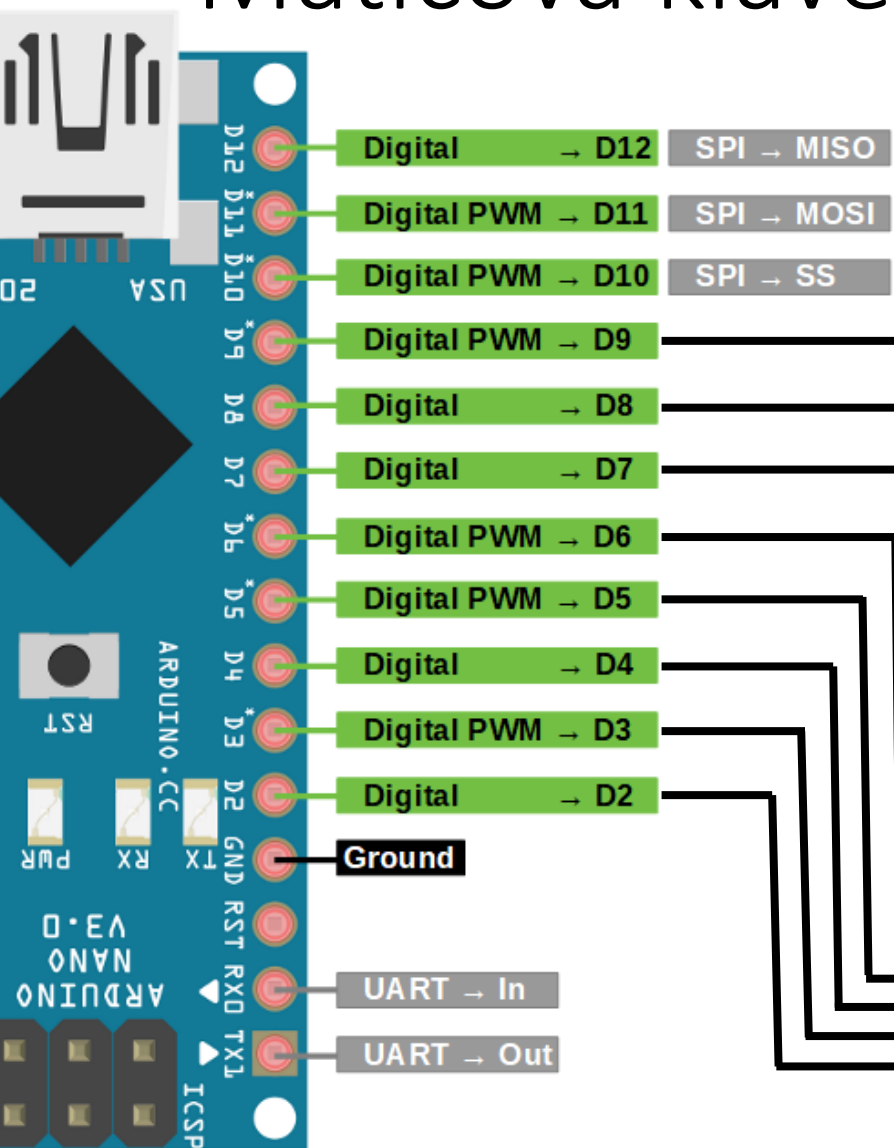 Maticová kláve
D12 Digital → D12 SPI → MISO
D11* Digital PWM → D11 SPI → MOSI
D10* Digital PWM → D10 SPI → SS
USA
D9* Digital PWM → D9
D8 Digital → D8
D7 Digital → D7
D6* Digital PWM → D6
D5* Digital PWM → D5
D4 Digital → D4
ARDUINO.CC
RST
D3* Digital PWM → D3
D2 Digital → D2
PWR RX TX
GND Ground
RST
V3.0
NANO
ARDUINO
RX0 UART → In
TX1 UART → Out
ICSP